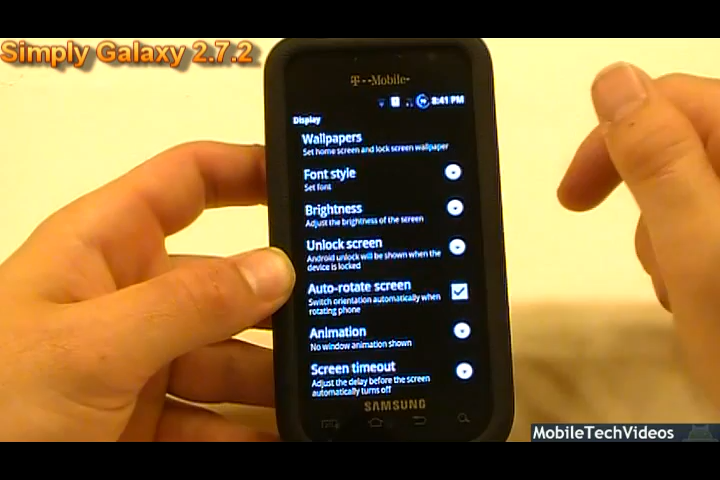 Simply Galaxy 2.7.2
T-Mobile
8:41 PM
Display
Wallpapers
Set home screen and lock screen wallpaper
Font style
Set font
Brightness
Adjust the brightness of the screen
Unlock screen
Android unlock will be shown when the
device is locked
Auto-rotate screen
Switch orientation automatically when
rotating phone
Animation
No window animation shown
Screen timeout
Adjust the delay before the screen
automatically turns off
SAMSUNG
MobileTechVideos